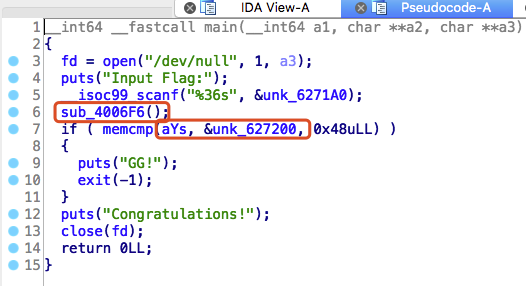 IDA View-A
Pseudocode-A
1 __int64 __fastcall main(__int64 a1, char **a2, char **a3)
2 {
3 fd = open("/dev/null", 1, a3);
4 puts("Input Flag:");
5 isoc99_scanf("%36s", &unk_6271A0);
6 sub_4006F6();
7 if ( memcmp(aYs, &unk_627200, 0x48uLL) )
8 {
9 puts("GG!");
10 exit(-1);
11 }
12 puts("Congratulations!");
13 close(fd);
14 return 0LL;
15 }